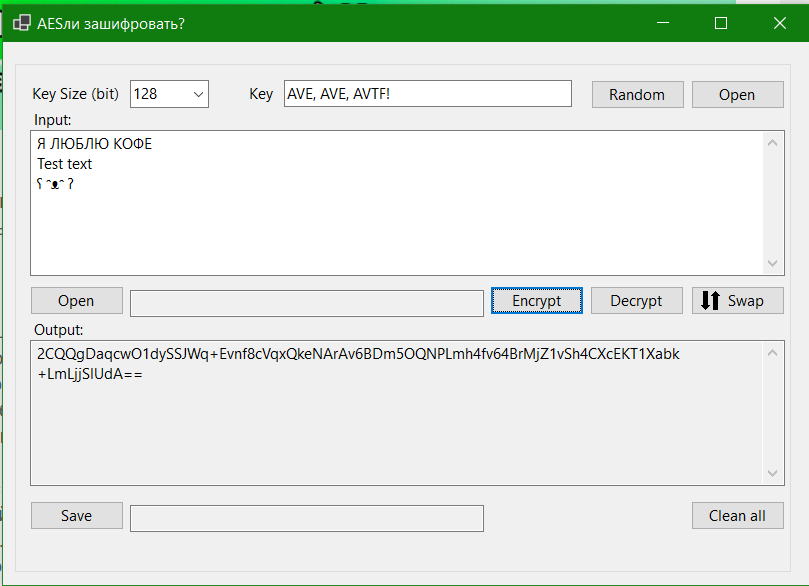 AESли зашифровать?
Key Size (bit) 128 Key AVE, AVE, AVTF! Random Open
Input:
Я ЛЮБЛЮ КОФЕ
Test text
ʕ ᵔᴥᵔ ʔ
Open Encrypt Decrypt Swap
Output:
2CQQgDaqcwO1dySSJWq+Evnf8cVqxQkeNArAv6BDm5OQNPLmh4fv64BrMjZ1vSh4CXcEKT1Xabk
+LmLjjSlUdA==
Save Clean all